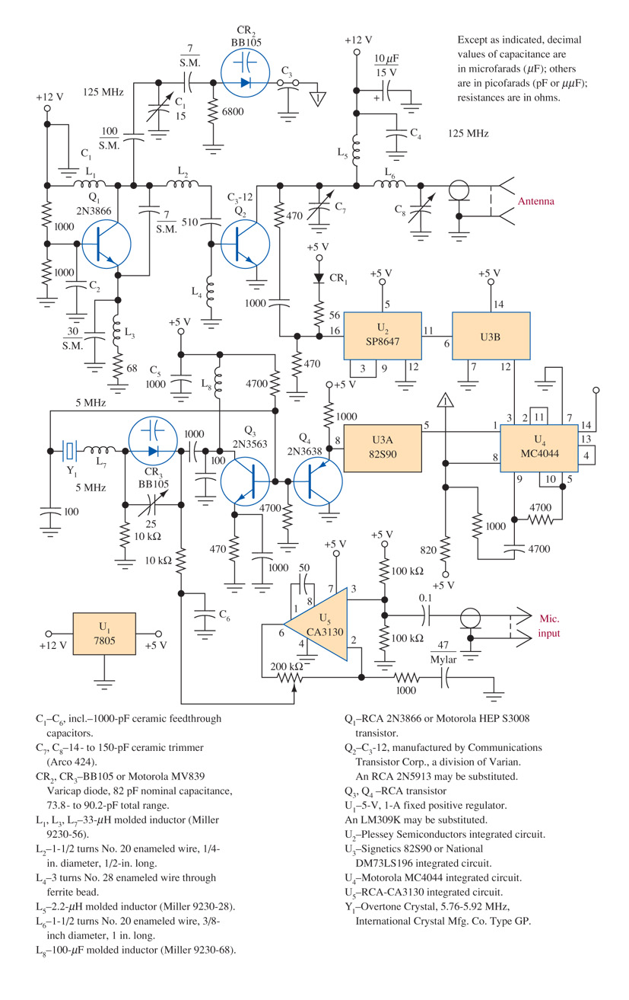 CR2
BB105
+12 V
7
S.M.
C3
10 μF
15 V
+
Except as indicated, decimal
values of capacitance are
in microfarads (μF); others
are in picofarads (pF or μμF);
resistances are in ohms.
125 MHz
C1
15
6800
1
+12 V
100
S.M.
C4
125 MHz
C1
L1
L2
L5
L6
Q1
2N3866
C3-12
Q2
7
S.M.
510
470
C7
C8
Antenna
1000
1000
C2
L4
+5 V
CR1
+5 V
+5 V
1000
56
5
14
30
S.M.
L3
68
+5 V
16
U2
SP8647
11
6
U3B
3
9
12
7
12
C5
1000
L8
4700
470
+5 V
5 MHz
1000
1
3
2
11
7
14
1000
Q3
2N3563
Q4
2N3638
8
U3A
82S90
5
1
U4
MC4044
13
4
8
Y1
L7
CR3
BB105
100
9
10
5
5 MHz
100
25
10 kΩ
4700
4700
1000
4700
10 kΩ
470
1000
+5 V
+5 V
820
+5 V
50
7
3
100 kΩ
1
8
0.1
C6
6
U5
CA3130
Mic.
input
U1
7805
+12 V
+5 V
4
2
100 kΩ
47
Mylar
200 kΩ
1000
C1–C6, incl.–1000-pF ceramic feedthrough
capacitors.
C7, C8–14- to 150-pF ceramic trimmer
(Arco 424).
CR2, CR3–BB105 or Motorola MV839
Varicap diode, 82 pF nominal capacitance,
73.8- to 90.2-pF total range.
L1, L3, L7–33-μH molded inductor (Miller
9230-56).
L2–1-1/2 turns No. 20 enameled wire, 1/4-
in. diameter, 1/2-in. long.
L4–3 turns No. 28 enameled wire through
ferrite bead.
L5–2.2-μH molded inductor (Miller 9230-28).
L6–1-1/2 turns No. 20 enameled wire, 3/8-
inch diameter, 1 in. long.
L8–100-μF molded inductor (Miller 9230-68).
Q1–RCA 2N3866 or Motorola HEP S3008
transistor.
Q2–C3-12, manufactured by Communications
Transistor Corp., a division of Varian.
An RCA 2N5913 may be substituted.
Q3, Q4 –RCA transistor
U1–5-V, 1-A fixed positive regulator.
An LM309K may be substituted.
U2–Plessey Semiconductors integrated circuit.
U3–Signetics 82S90 or National
DM73LS196 integrated circuit.
U4–Motorola MC4044 integrated circuit.
U5–RCA-CA3130 integrated circuit.
Y1–Overtone Crystal, 5.76-5.92 MHz,
International Crystal Mfg. Co. Type GP.